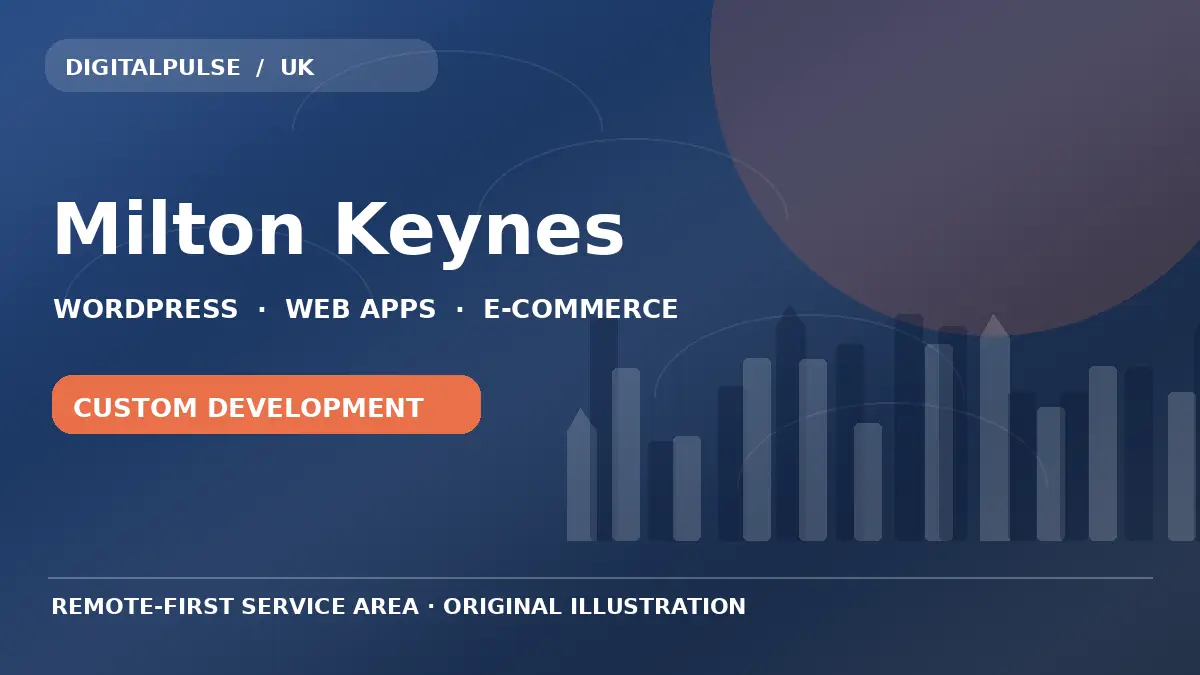 DIGITALPULSE / UK
Milton Keynes
WORDPRESS · WEB APPS · E-COMMERCE
CUSTOM DEVELOPMENT
REMOTE-FIRST SERVICE AREA · ORIGINAL ILLUSTRATION